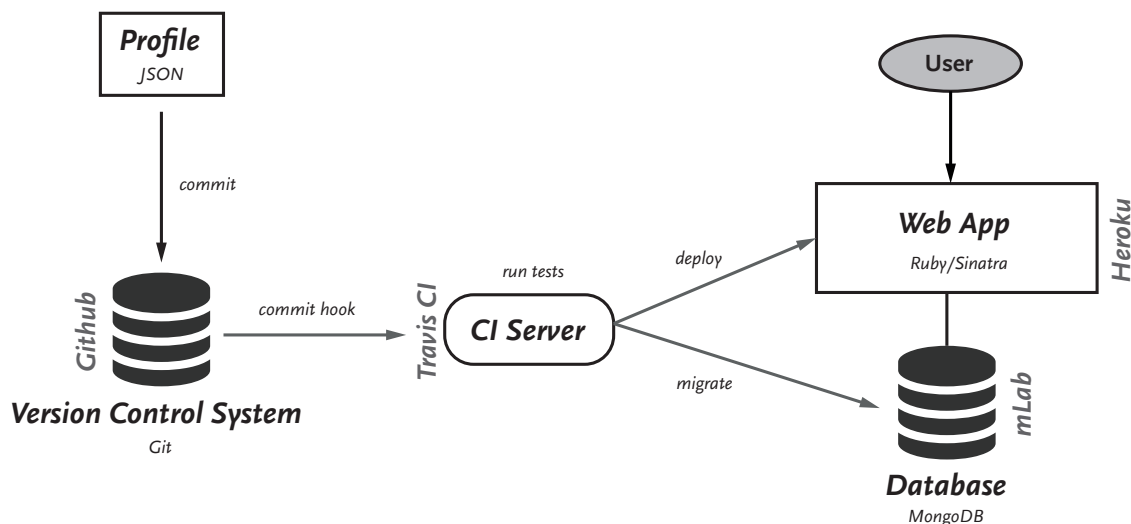 Profile
JSON
User
commit
Web App
Ruby/Sinatra
Heroku
deploy
run tests
Github
commit hook
Travis CI
CI Server
migrate
mLab
Version Control System
Git
Database
MongoDB